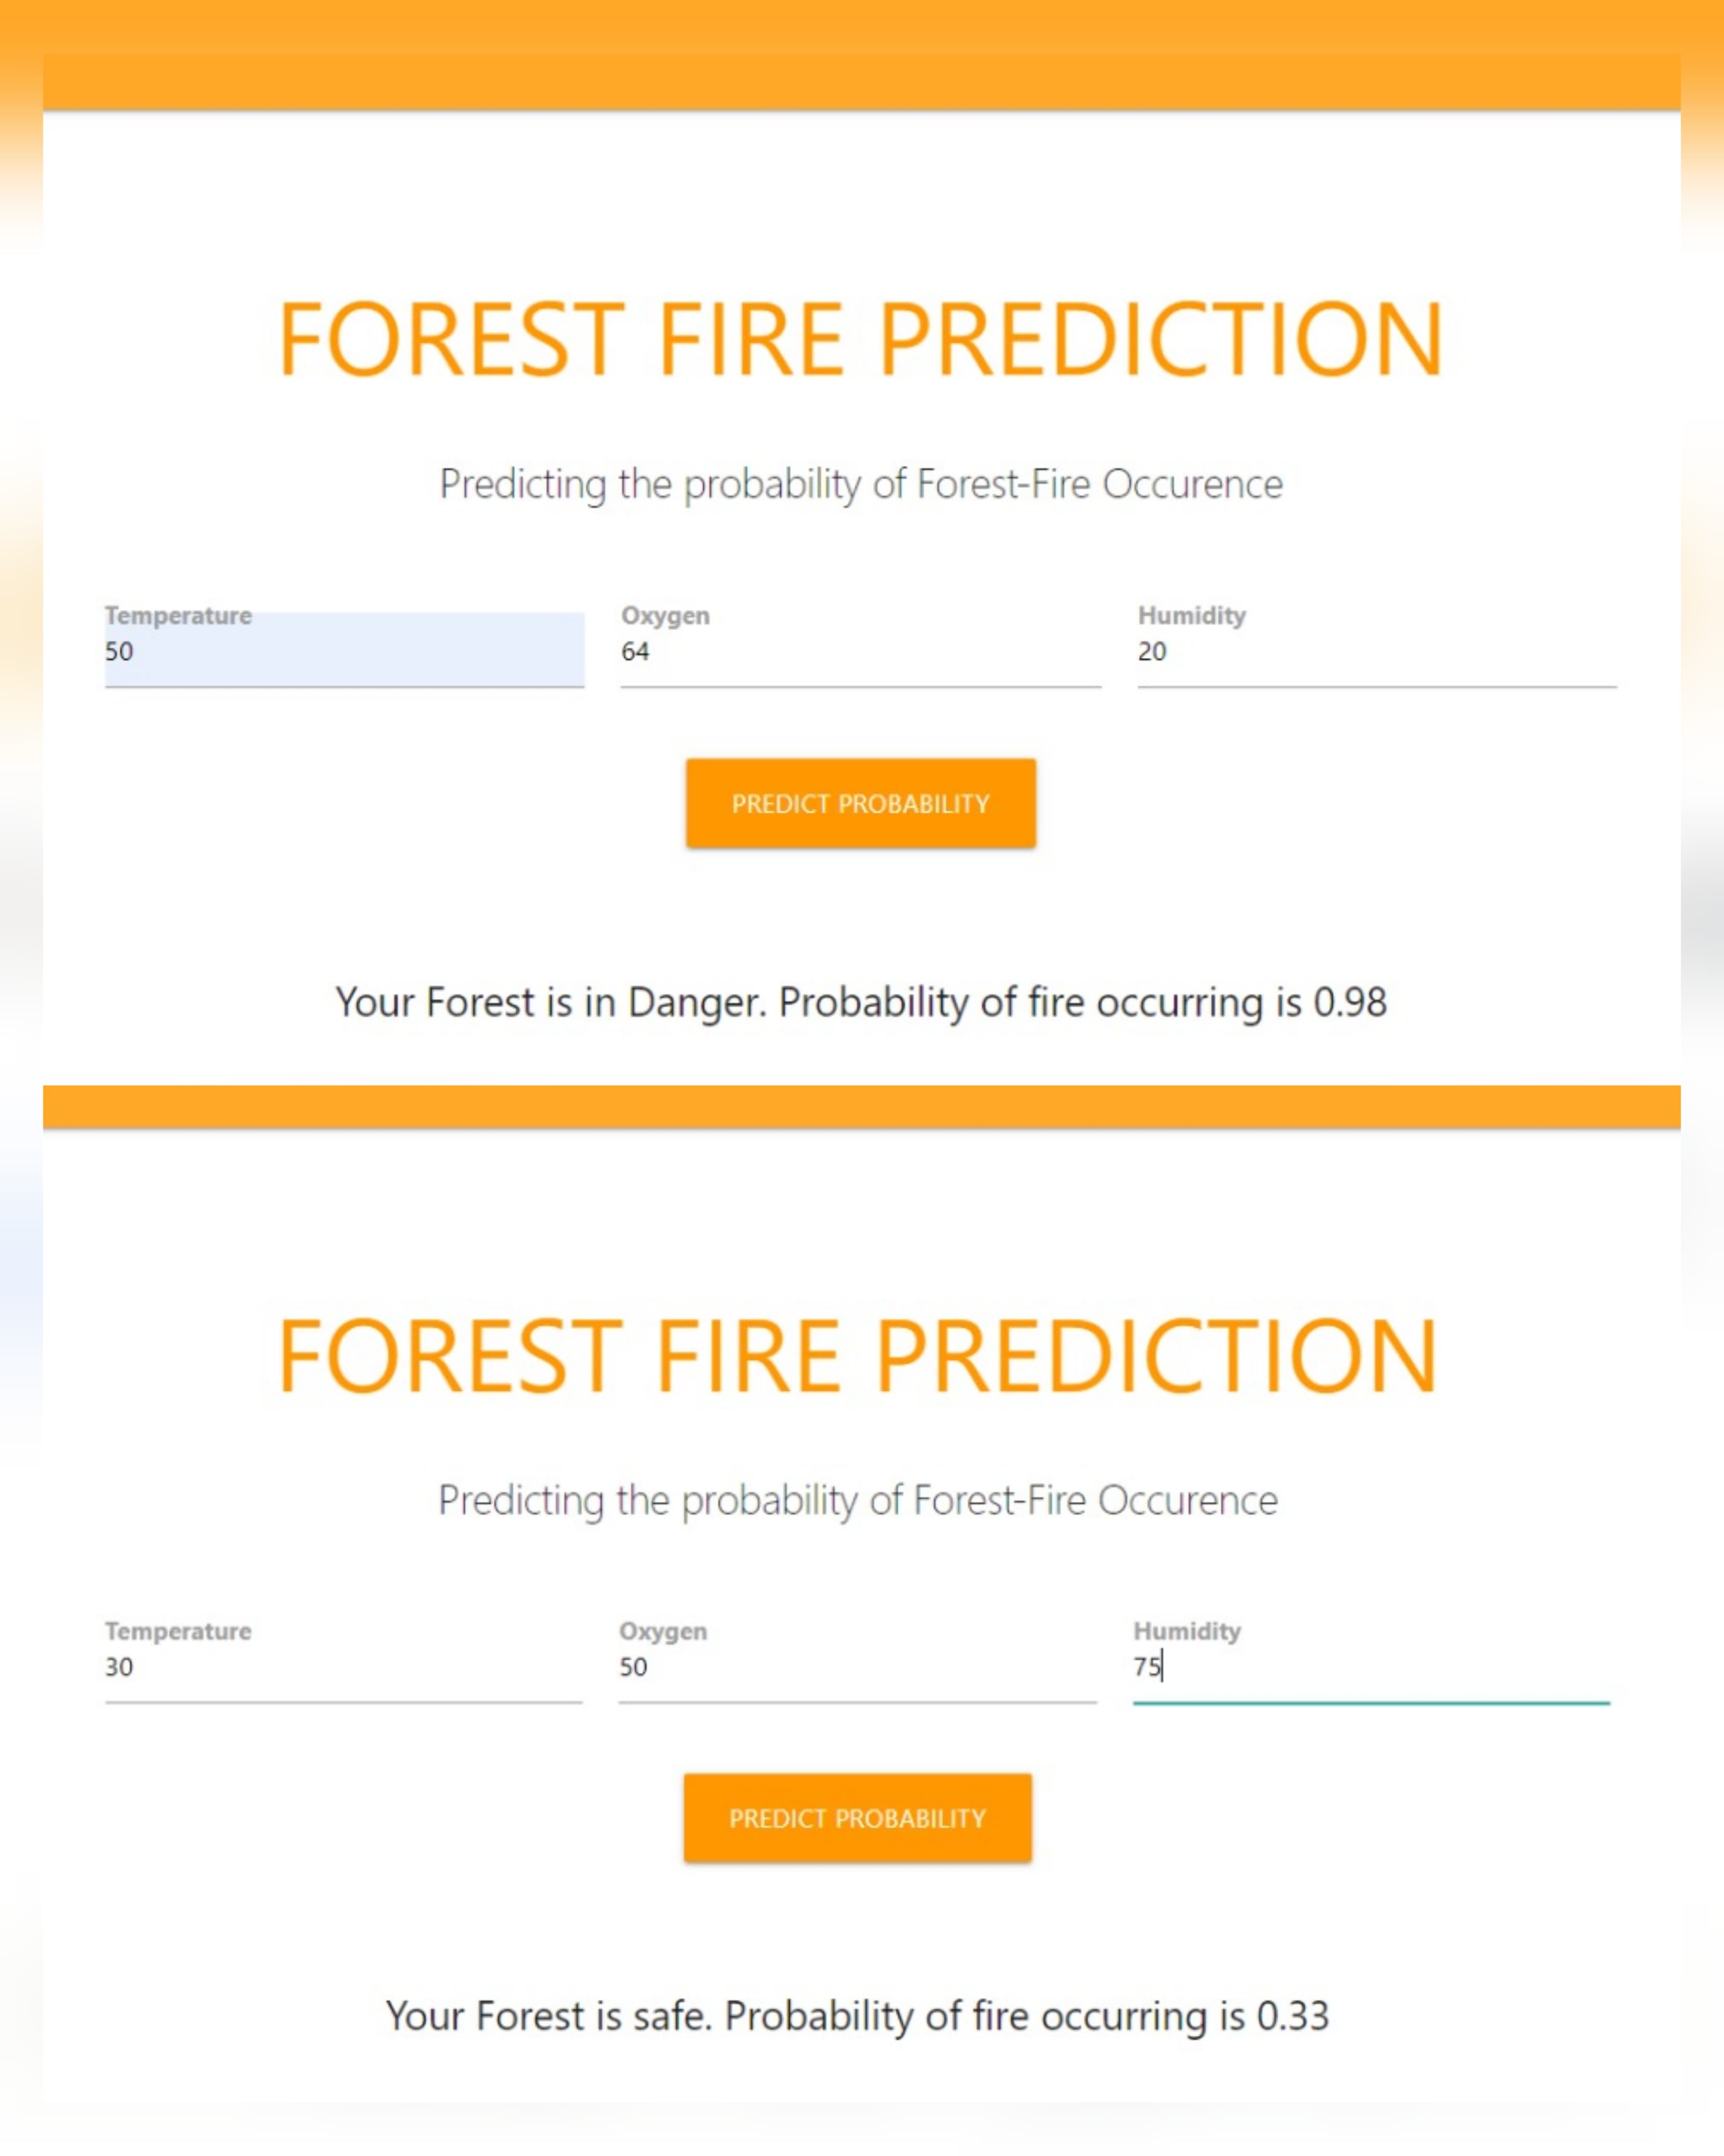 FOREST FIRE PREDICTION
Predicting the probability of Forest-Fire Occurence
Temperature Oxygen Humidity
50 64 20
PREDICT PROBABILITY
Your Forest is in Danger. Probability of fire occurring is 0.98
FOREST FIRE PREDICTION
Predicting the probability of Forest-Fire Occurence
Temperature Oxygen Humidity
30 50 75
PREDICT PROBABILITY
Your Forest is safe. Probability of fire occurring is 0.33